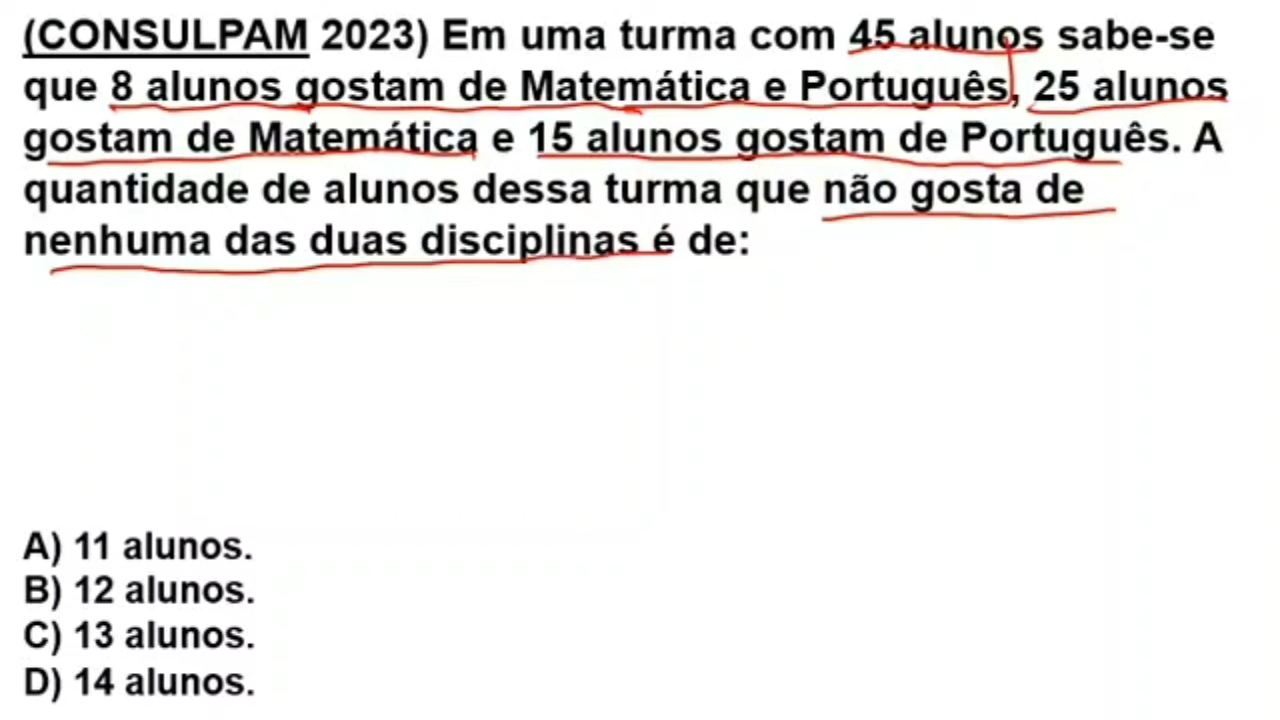 (CONSULPAM 2023) Em uma turma com 45 alunos sabe-se
que 8 alunos gostam de Matemática e Português, 25 alunos
gostam de Matemática e 15 alunos gostam de Português. A
quantidade de alunos dessa turma que não gosta de
nenhuma das duas disciplinas é de:
A) 11 alunos.
B) 12 alunos.
C) 13 alunos.
D) 14 alunos.